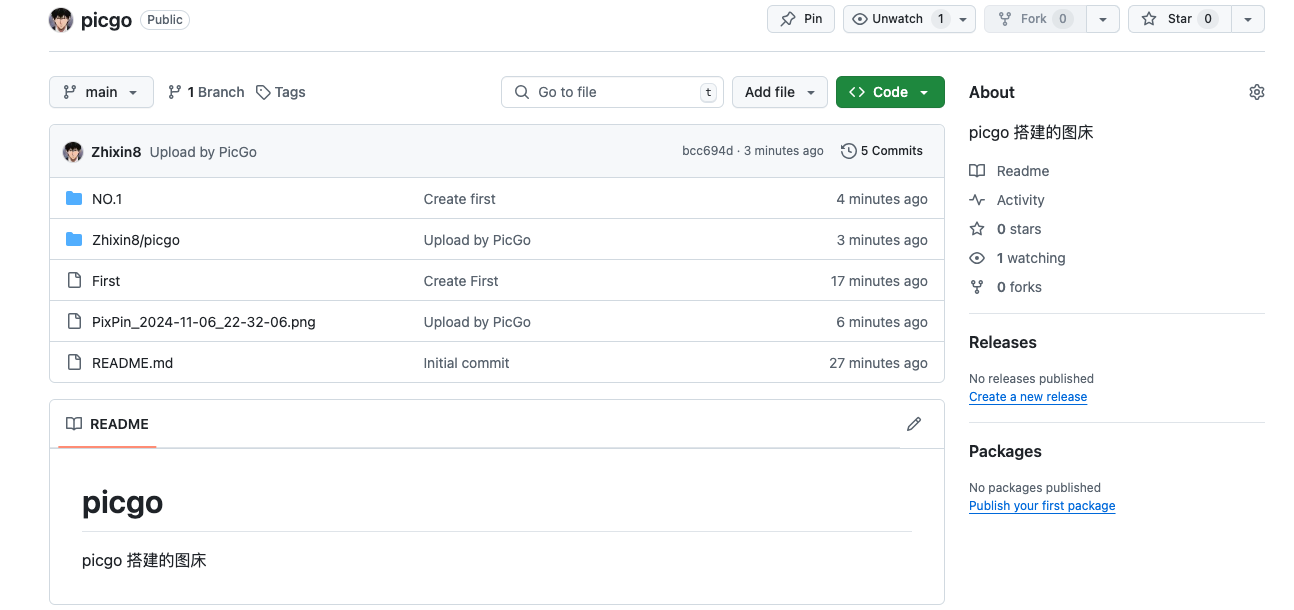 picgo Public Pin Unwatch 1 Fork 0 Star 0
main 1 Branch Tags Go to file t Add file Code
Zhixin8 Upload by PicGo bcc694d · 3 minutes ago 5 Commits
NO.1 Create first 4 minutes ago
Zhixin8/picgo Upload by PicGo 3 minutes ago
First Create First 17 minutes ago
PixPin_2024-11-06_22-32-06.png Upload by PicGo 6 minutes ago
README.md Initial commit 27 minutes ago
README
picgo
picgo 搭建的图床
About
picgo 搭建的图床
Readme
Activity
0 stars
1 watching
0 forks
Releases
No releases published
Create a new release
Packages
No packages published
Publish your first package